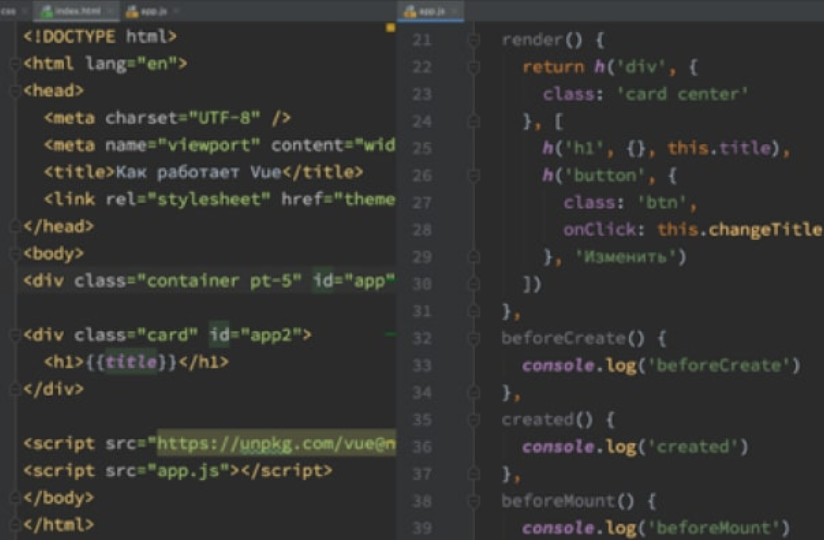 css
index.html
app.js
<!DOCTYPE html>
<html lang="en">
<head>
<meta charset="UTF-8" />
<meta name="viewport" content="wid
<title>Как работает Vue</title>
<link rel="stylesheet" href="theme
</head>
<body>
<div class="container pt-5" id="app"
<div class="card" id="app2">
<h1>{{title}}</h1>
</div>
<script src="https://unpkg.com/vue@n
<script src="app.js"></script>
</body>
</html>
app.js
21 render() {
22 return h('div', {
23 class: 'card center'
24 }, [
25 h('h1', {}, this.title),
26 h('button', {
27 class: 'btn',
28 onClick: this.changeTitle
29 }, 'Изменить')
30 ])
31 },
32 beforeCreate() {
33 console.log('beforeCreate')
34 },
35 created() {
36 console.log('created')
37 },
38 beforeMount() {
39 console.log('beforeMount')